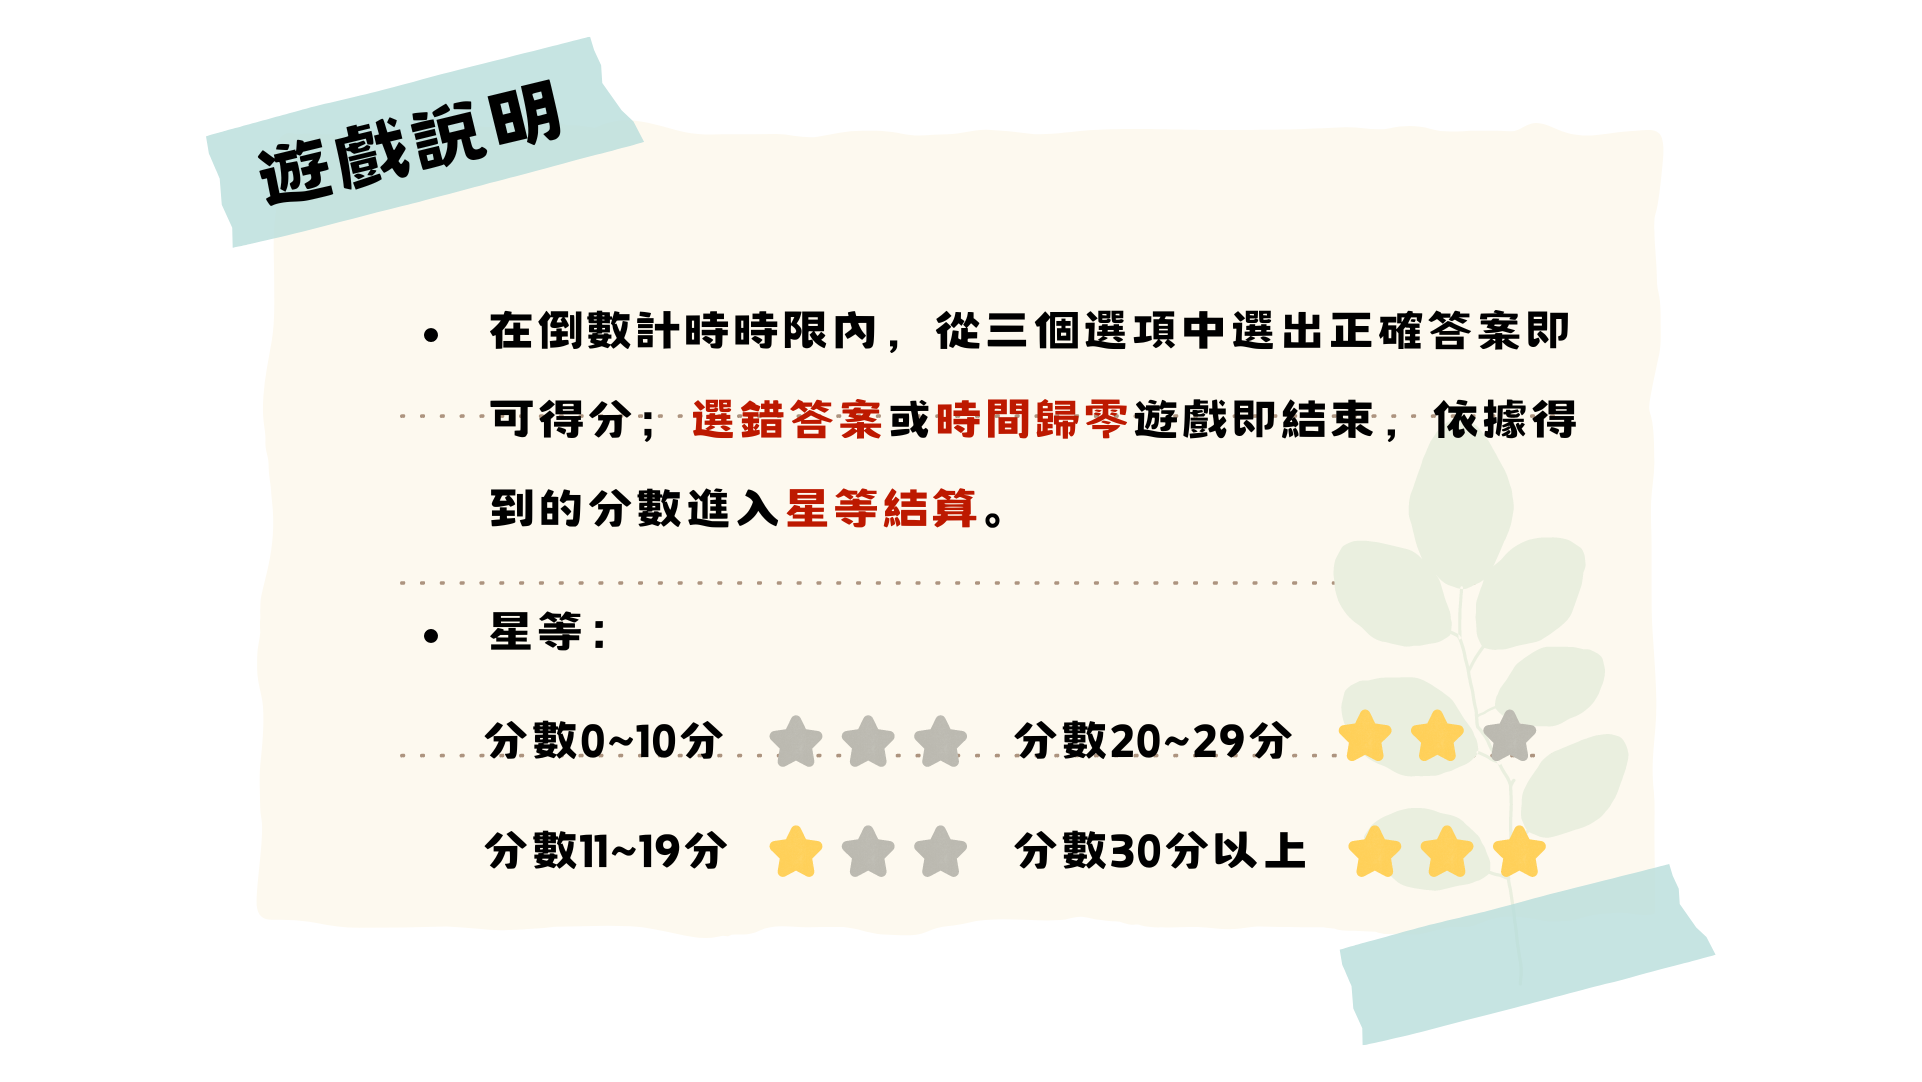 遊戲說明
在倒數計時時限內，從三個選項中選出正確答案即
可得分；選錯答案或時間歸零遊戲即結束，依據得
到的分數進入星等結算。
星等：
分數0~10分 分數20~29分
分數11~19分 分數30分以上